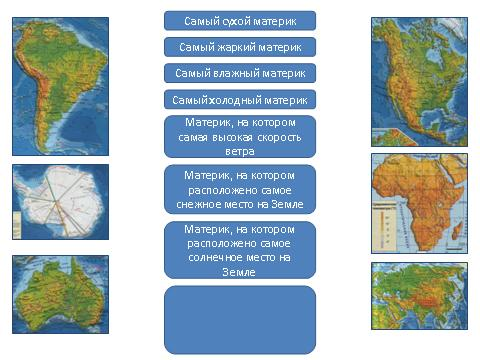 Самый сухой материк
Самый жаркий материк
Самый влажный материк
Самый холодный материк
Материк, на котором
самая высокая скорость
ветра
Материк, на котором
расположено самое
снежное место на Земле
Материк, на котором
расположено самое
солнечное место на
Земле